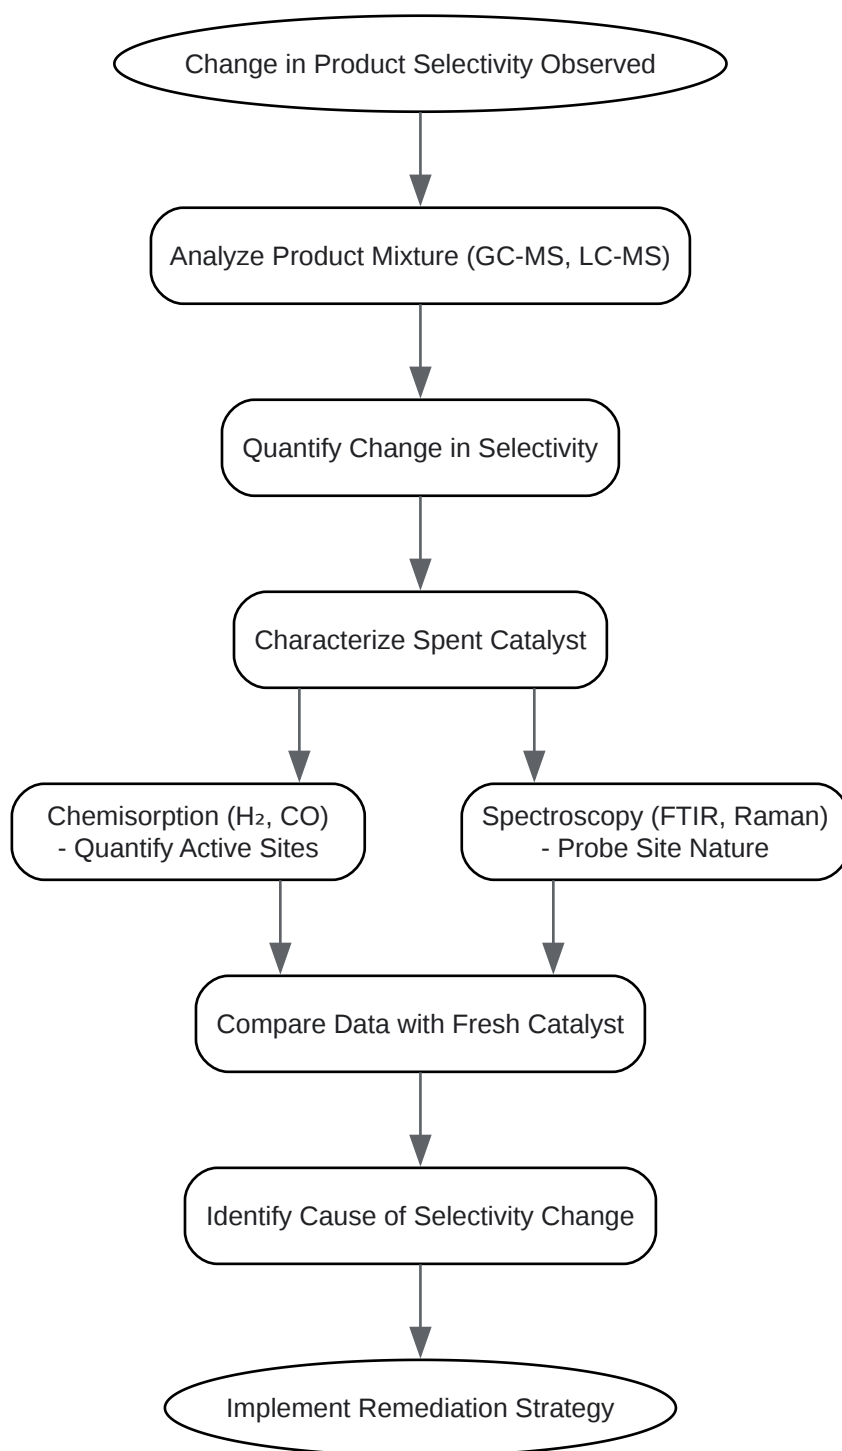 Change in Product Selectivity Observed
Analyze Product Mixture (GC-MS, LC-MS)
Quantify Change in Selectivity
Characterize Spent Catalyst
Chemisorption (H₂, CO)
- Quantify Active Sites
Spectroscopy (FTIR, Raman)
- Probe Site Nature
Compare Data with Fresh Catalyst
Identify Cause of Selectivity Change
Implement Remediation Strategy